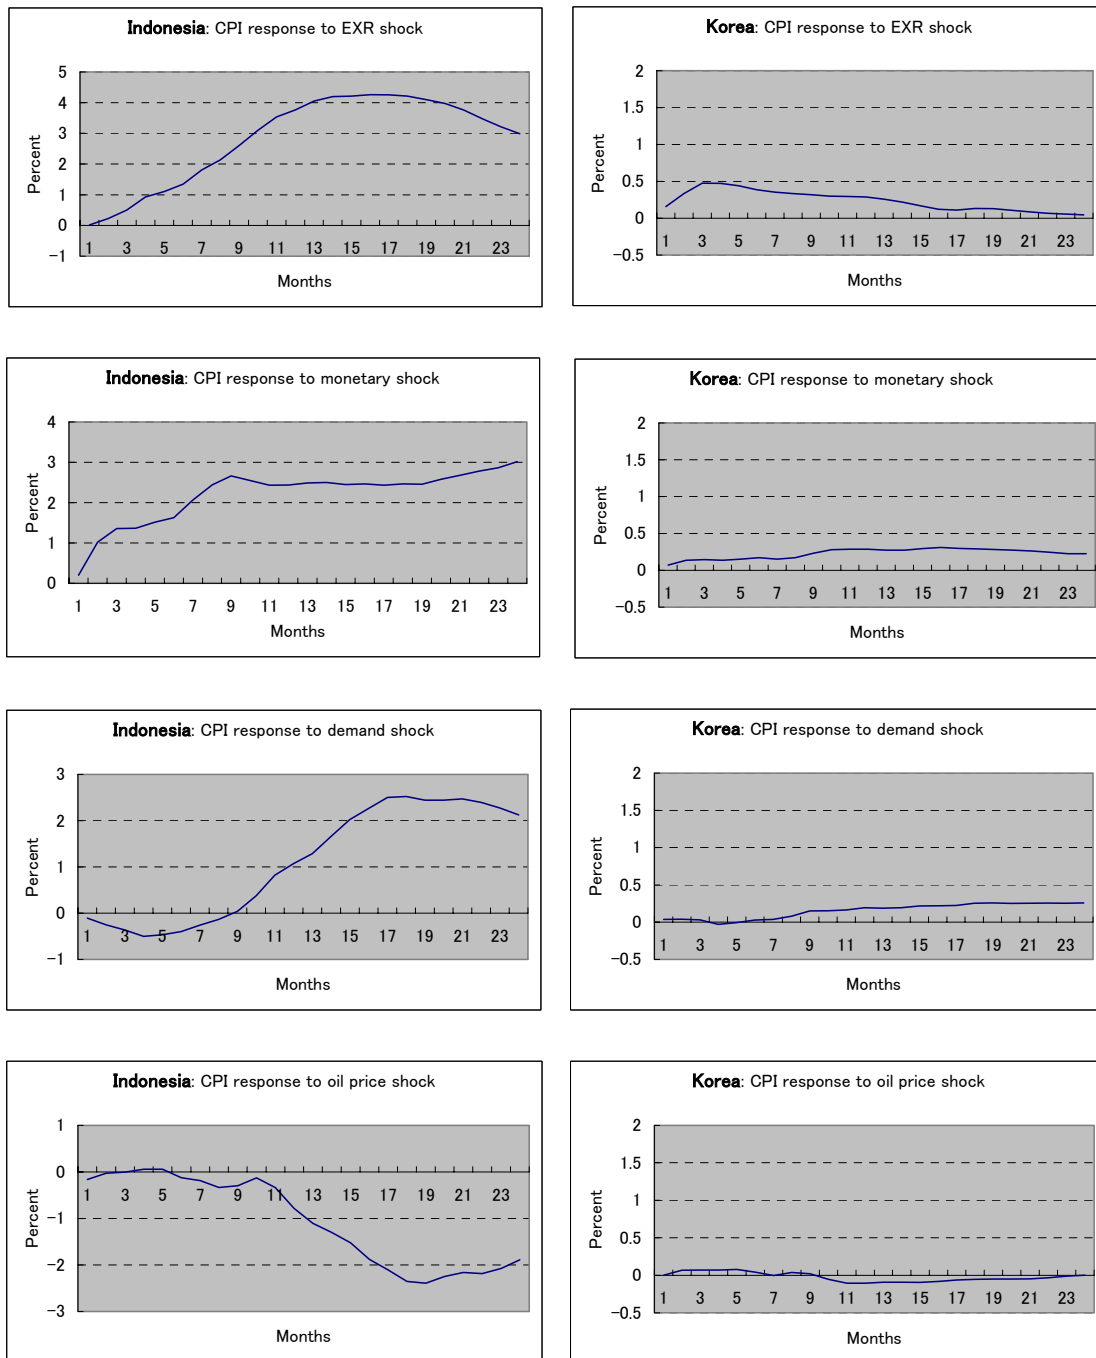 Indonesia: CPI response to EXR shock
5
4
3
2
1
0
−1
Percent
1 3 5 7 9 11 13 15 17 19 21 23
Months
Korea: CPI response to EXR shock
2
1.5
1
0.5
0
−0.5
Percent
1 3 5 7 9 11 13 15 17 19 21 23
Months
Indonesia: CPI response to monetary shock
4
3
2
1
0
Percent
1 3 5 7 9 11 13 15 17 19 21 23
Months
Korea: CPI response to monetary shock
2
1.5
1
0.5
0
−0.5
Percent
1 3 5 7 9 11 13 15 17 19 21 23
Months
Indonesia: CPI response to demand shock
3
2
1
0
−1
Percent
1 3 5 7 9 11 13 15 17 19 21 23
Months
Korea: CPI response to demand shock
2
1.5
1
0.5
0
−0.5
Percent
1 3 5 7 9 11 13 15 17 19 21 23
Months
Indonesia: CPI response to oil price shock
1
0
−1
−2
−3
Percent
1 3 5 7 9 11 13 15 17 19 21 23
Months
Korea: CPI response to oil price shock
2
1.5
1
0.5
0
−0.5
Percent
1 3 5 7 9 11 13 15 17 19 21 23
Months